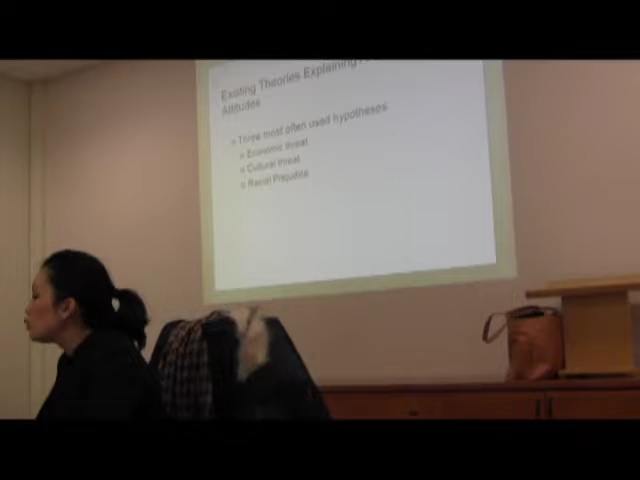 Existing Theories Explaining
Attitudes
Three most often used hypotheses
Economic threat
Cultural threat
Racial Prejudice